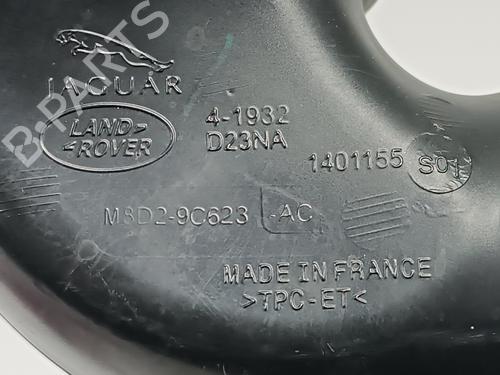 JAGUAR
LAND
ROVER
4-1932
D23NA
1401155 S01
M8D2-9C623 -AC
MADE IN FRANCE
>TPC-ET<
B-PARTS